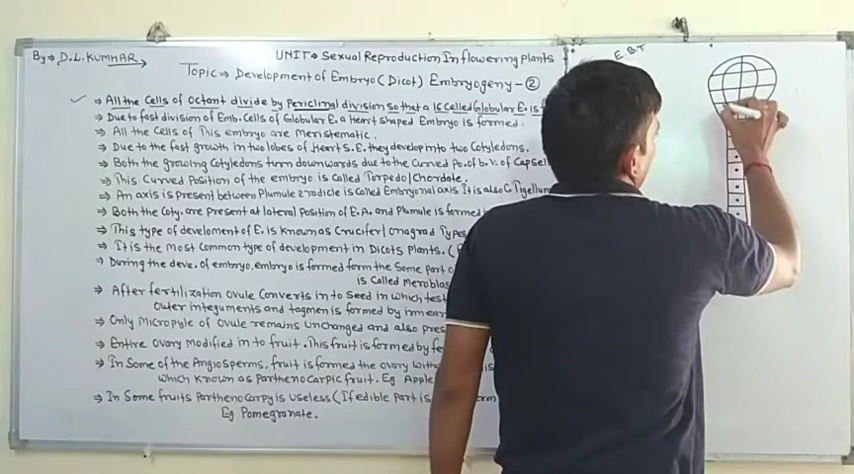 By → D.L. KUMHAR
UNIT → Sexual Reproduction In flowering Plants
E.B.T
Topic ⇒ Development of Embryo (Dicot) Embryogeny - ②
✓ ⇒ All the Cells of Octant divide by Periclinal division so that a 16 Celled Globular E. is
⇒ Due to fast division of Emb. Cells of Globular E. a Heart Shaped Embryo is formed.
⇒ All the Cells of This embryo are Meristematic.
⇒ Due to the fast growth in two lobes of Heart S.E. they develop into two Cotyledons.
⇒ Both the growing Cotyledons turn downwards due to the Curved Po. of b.v. of Capsel
⇒ This Curved Position of the embryo is Called Torpedo/Chordate.
⇒ An axis is present between Plumule & radicle is Called Embryonal axis It is also C. Tigellum
⇒ Both the Coty. are present at lateral Position of E.A. and Plumule is formed
⇒ This type of develoment of E. is Known as Crucifer/onagrad Types
⇒ It is the Most Common type of development in Dicots Plants. (
⇒ During the deve. of embryo, embryo is formed form the Some part
is Called Meroblas
⇒ After fertilization ovule Converts in to Seed in which test
Outer integuments and tagmen is formed by inner
⇒ Only Micropyle of ovule remains Unchanged and also pres
⇒ Entire Ovary Modified in to fruit. This fruit is formed by fe
⇒ In Some of the Angiosperms, fruit is formed the ovary with
which Known as Parthenocarpic fruit. Eg Apple
⇒ In Some fruits Parthenocarpy is useless (If edible Part is
Eg Pomegranate.